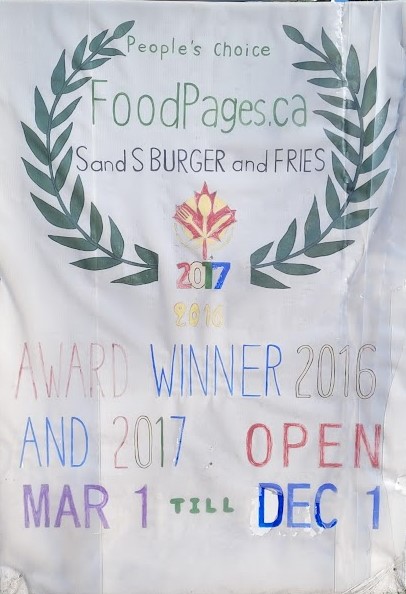 People's Choice
FoodPages.ca
SandS BURGER and FRIES
2017
2016
AWARD WINNER 2016
AND 2017 OPEN
MAR 1 TILL DEC 1